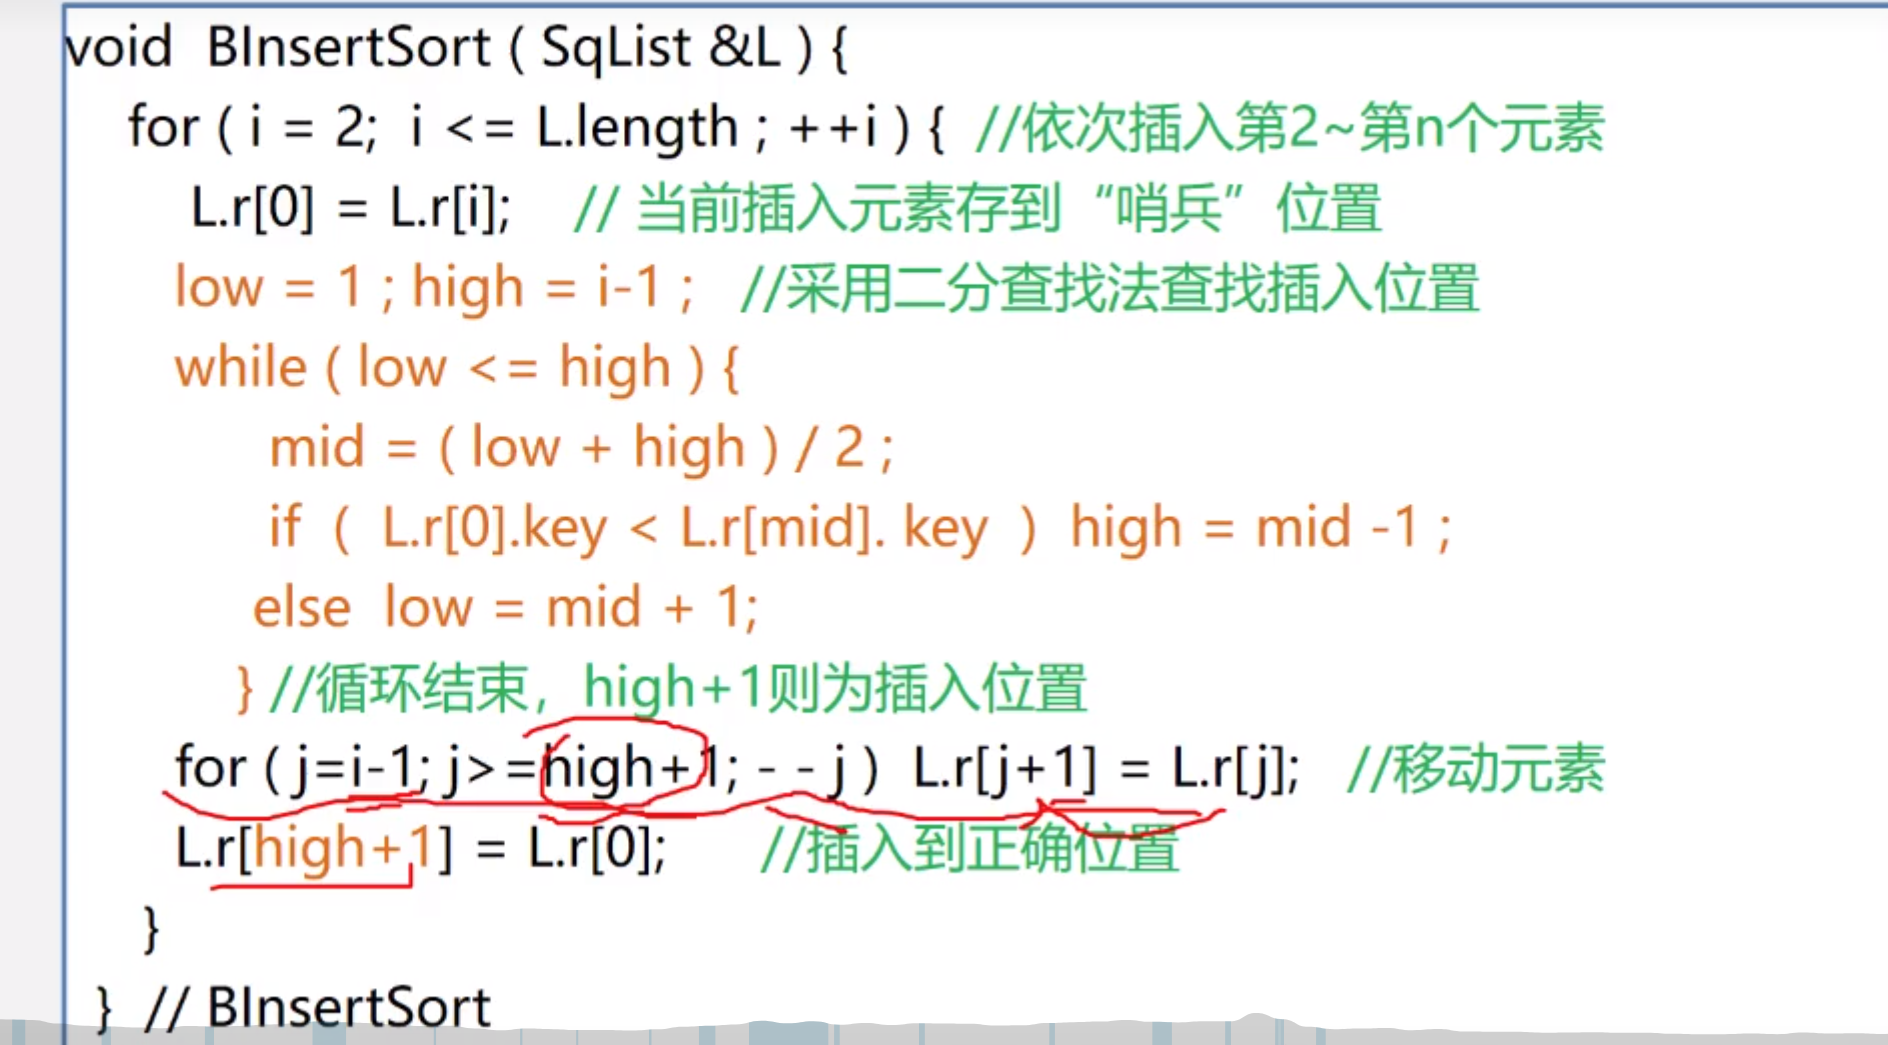 void BInsertSort ( SqList &L ) {
for ( i = 2; i <= L.length ; ++i ) { //依次插入第2~第n个元素
L.r[0] = L.r[i]; // 当前插入元素存到“哨兵”位置
low = 1 ; high = i-1 ; //采用二分查找法查找插入位置
while ( low <= high ) {
mid = ( low + high ) / 2 ;
if ( L.r[0].key < L.r[mid]. key ) high = mid -1 ;
else low = mid + 1;
} //循环结束，high+1则为插入位置
for ( j=i-1; j>=high+1; - - j ) L.r[j+1] = L.r[j]; //移动元素
L.r[high+1] = L.r[0]; //插入到正确位置
}
} // BInsertSort